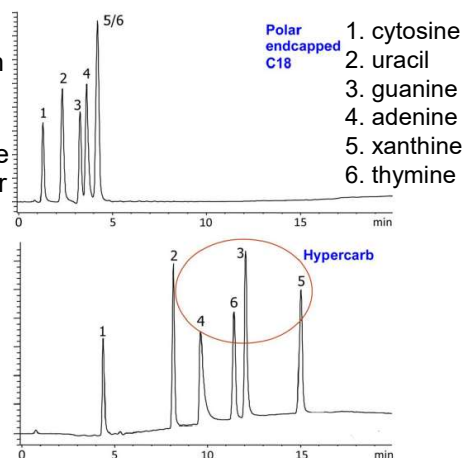 5/6
Polar
endcapped
C18
1
2
3
4
1. cytosine
2. uracil
3. guanine
4. adenine
5. xanthine
6. thymine
0 5 10 15 min
Hypercarb
1
2
4
6
3
5
0 5 10 15 min